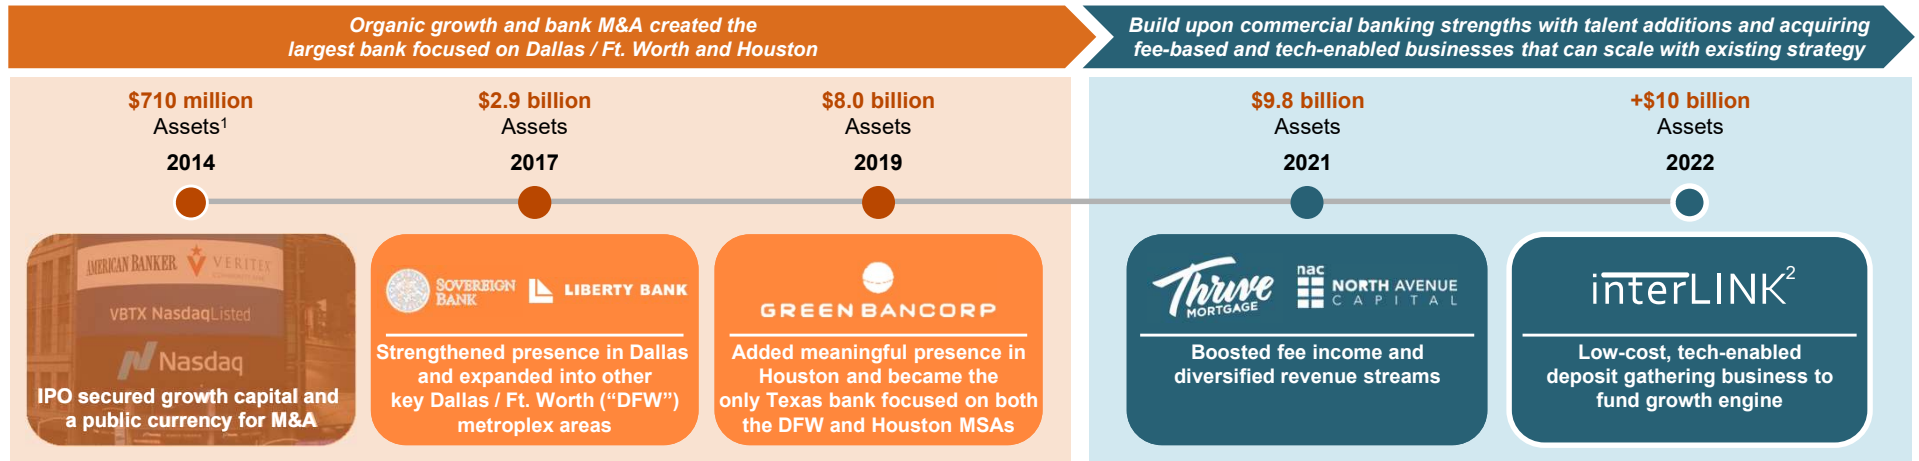 Organic growth and bank M&A created the
largest bank focused on Dallas / Ft. Worth and Houston
Build upon commercial banking strengths with talent additions and acquiring
fee-based and tech-enabled businesses that can scale with existing strategy
$710 million
Assets¹
2014
AMERICAN BANKER
VERITEX
COMMUNITY BANK
VBTX NasdaqListed
Nasdaq
IPO secured growth capital and
a public currency for M&A
$2.9 billion
Assets
2017
SOVEREIGN
BANK
LIBERTY BANK
Strengthened presence in Dallas
and expanded into other
key Dallas / Ft. Worth (“DFW”)
metroplex areas
$8.0 billion
Assets
2019
GREEN BANCORP
Added meaningful presence in
Houston and became the
only Texas bank focused on both
the DFW and Houston MSAs
$9.8 billion
Assets
2021
Thrive
MORTGAGE
nac
NORTH AVENUE
CAPITAL
Boosted fee income and
diversified revenue streams
+$10 billion
Assets
2022
interLINK²
Low-cost, tech-enabled
deposit gathering business to
fund growth engine